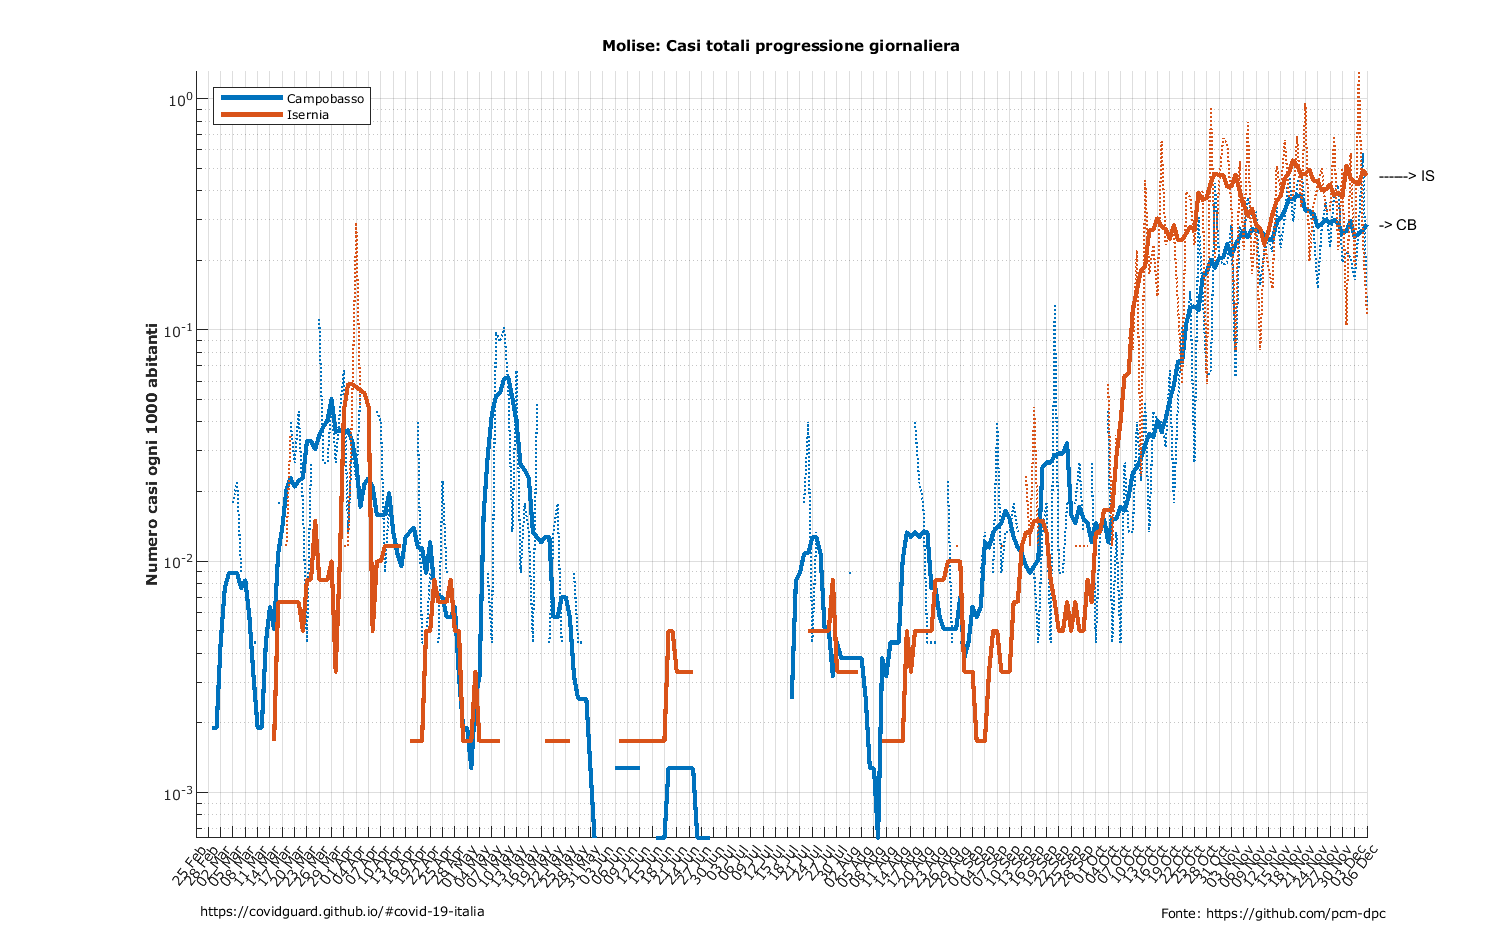 Molise: Casi totali progressione giornaliera
Campobasso
Isernia
Numero casi ogni 1000 abitanti
10^0
10^-1
10^-2
10^-3
------> IS
-> CB
25 Feb
28 Feb
02 Mar
05 Mar
08 Mar
11 Mar
14 Mar
17 Mar
20 Mar
23 Mar
26 Mar
29 Mar
01 Apr
04 Apr
07 Apr
10 Apr
13 Apr
16 Apr
19 Apr
22 Apr
25 Apr
28 Apr
01 May
04 May
07 May
10 May
13 May
16 May
19 May
22 May
25 May
28 May
31 May
03 Jun
06 Jun
09 Jun
12 Jun
15 Jun
18 Jun
21 Jun
24 Jun
27 Jun
30 Jun
03 Jul
06 Jul
09 Jul
12 Jul
15 Jul
18 Jul
21 Jul
24 Jul
27 Jul
30 Jul
02 Aug
05 Aug
08 Aug
11 Aug
14 Aug
17 Aug
20 Aug
23 Aug
26 Aug
29 Aug
01 Sep
04 Sep
07 Sep
10 Sep
13 Sep
16 Sep
19 Sep
22 Sep
25 Sep
28 Sep
01 Oct
04 Oct
07 Oct
10 Oct
13 Oct
16 Oct
19 Oct
22 Oct
25 Oct
28 Oct
31 Oct
03 Nov
06 Nov
09 Nov
12 Nov
15 Nov
18 Nov
21 Nov
24 Nov
27 Nov
30 Nov
03 Dec
06 Dec
https://covidguard.github.io/#covid-19-italia
Fonte: https://github.com/pcm-dpc